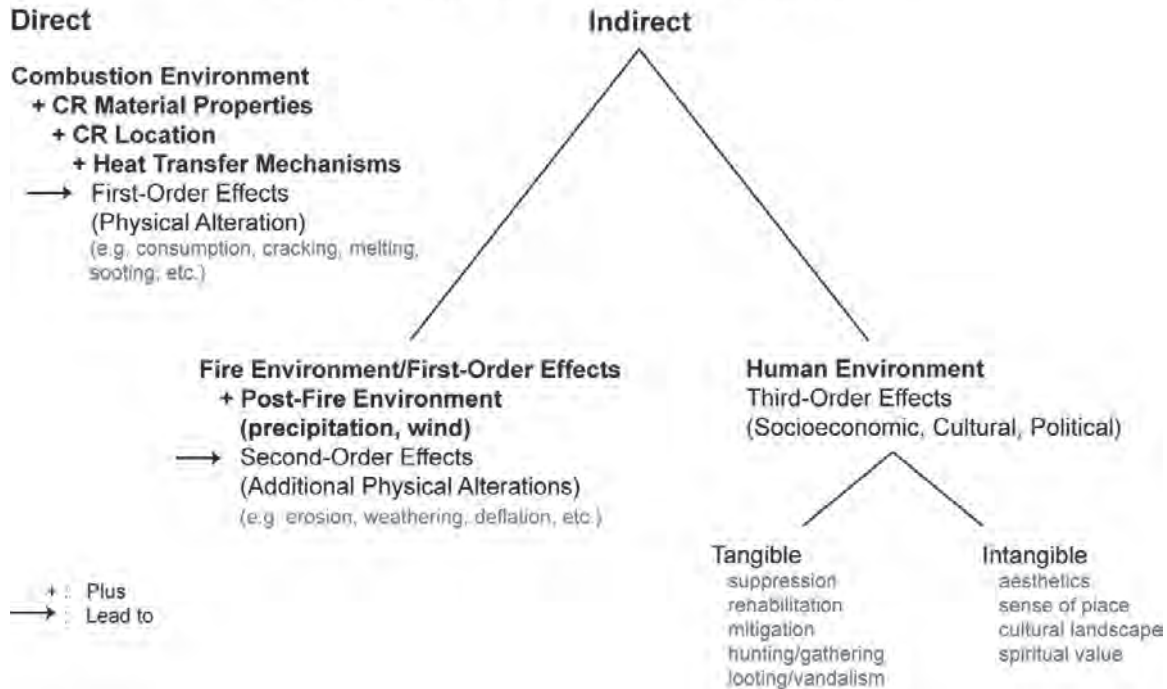 Direct
Combustion Environment
+ CR Material Properties
+ CR Location
+ Heat Transfer Mechanisms
→ First-Order Effects
(Physical Alteration)
(e.g. consumption, cracking, melting,
sooting, etc.)
Indirect
Fire Environment/First-Order Effects
+ Post-Fire Environment
(precipitation, wind)
→ Second-Order Effects
(Additional Physical Alterations)
(e.g. erosion, weathering, deflation, etc.)
Human Environment
Third-Order Effects
(Socioeconomic, Cultural, Political)
Tangible
suppression
rehabilitation
mitigation
hunting/gathering
looting/vandalism
Intangible
aesthetics
sense of place
cultural landscape
spiritual value
+ : Plus
→ : Lead to